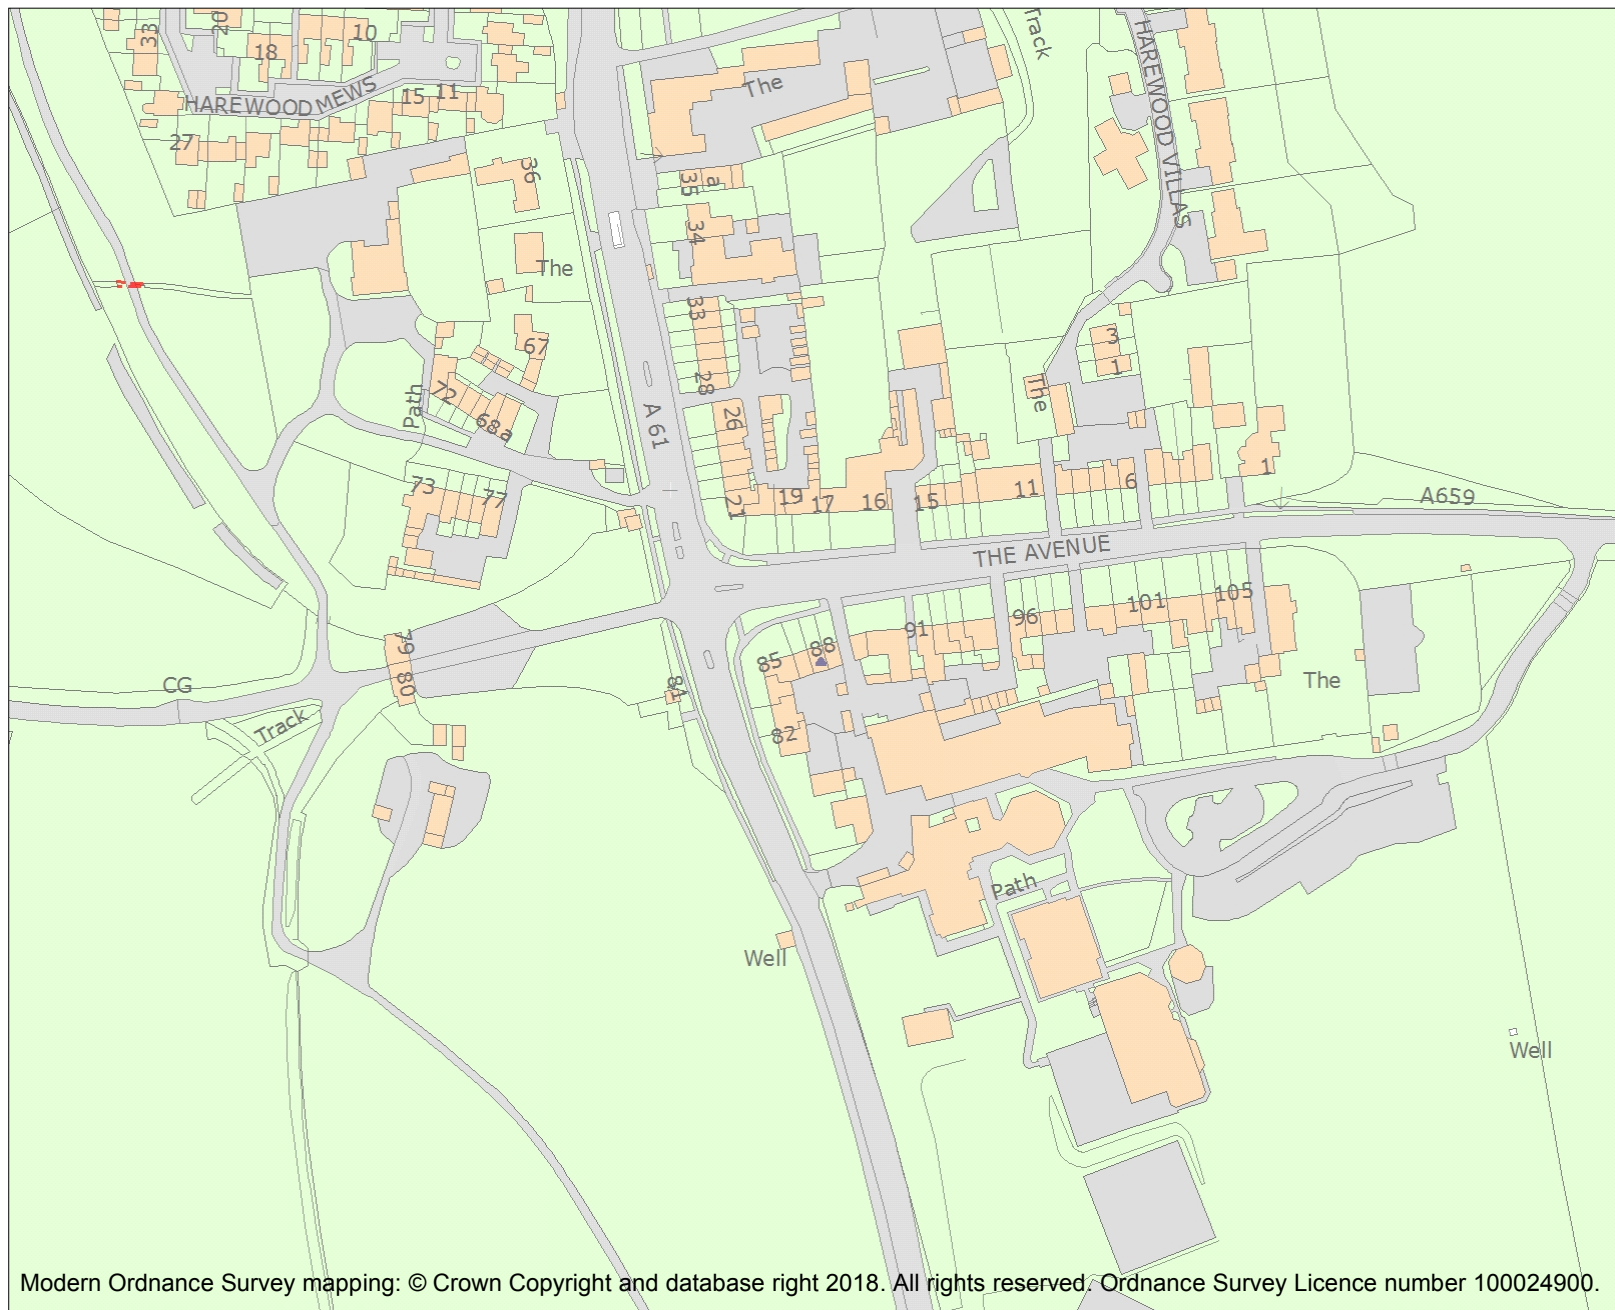 33
20
10
18
Track
HAREWOOD MEWS
15
11
The
HAREWOOD VILLAS
27
36
35
a
34
The
33
3
67
1
28
The
72
Path
26
A 61
68a
1
6
73
77
11
19
17
16
15
21
A659
THE AVENUE
105
101
96
91
88
85
79
80
81
CG
The
Track
82
Path
Well
Well
Modern Ordnance Survey mapping: © Crown Copyright and database right 2018. All rights reserved. Ordnance Survey Licence number 100024900.